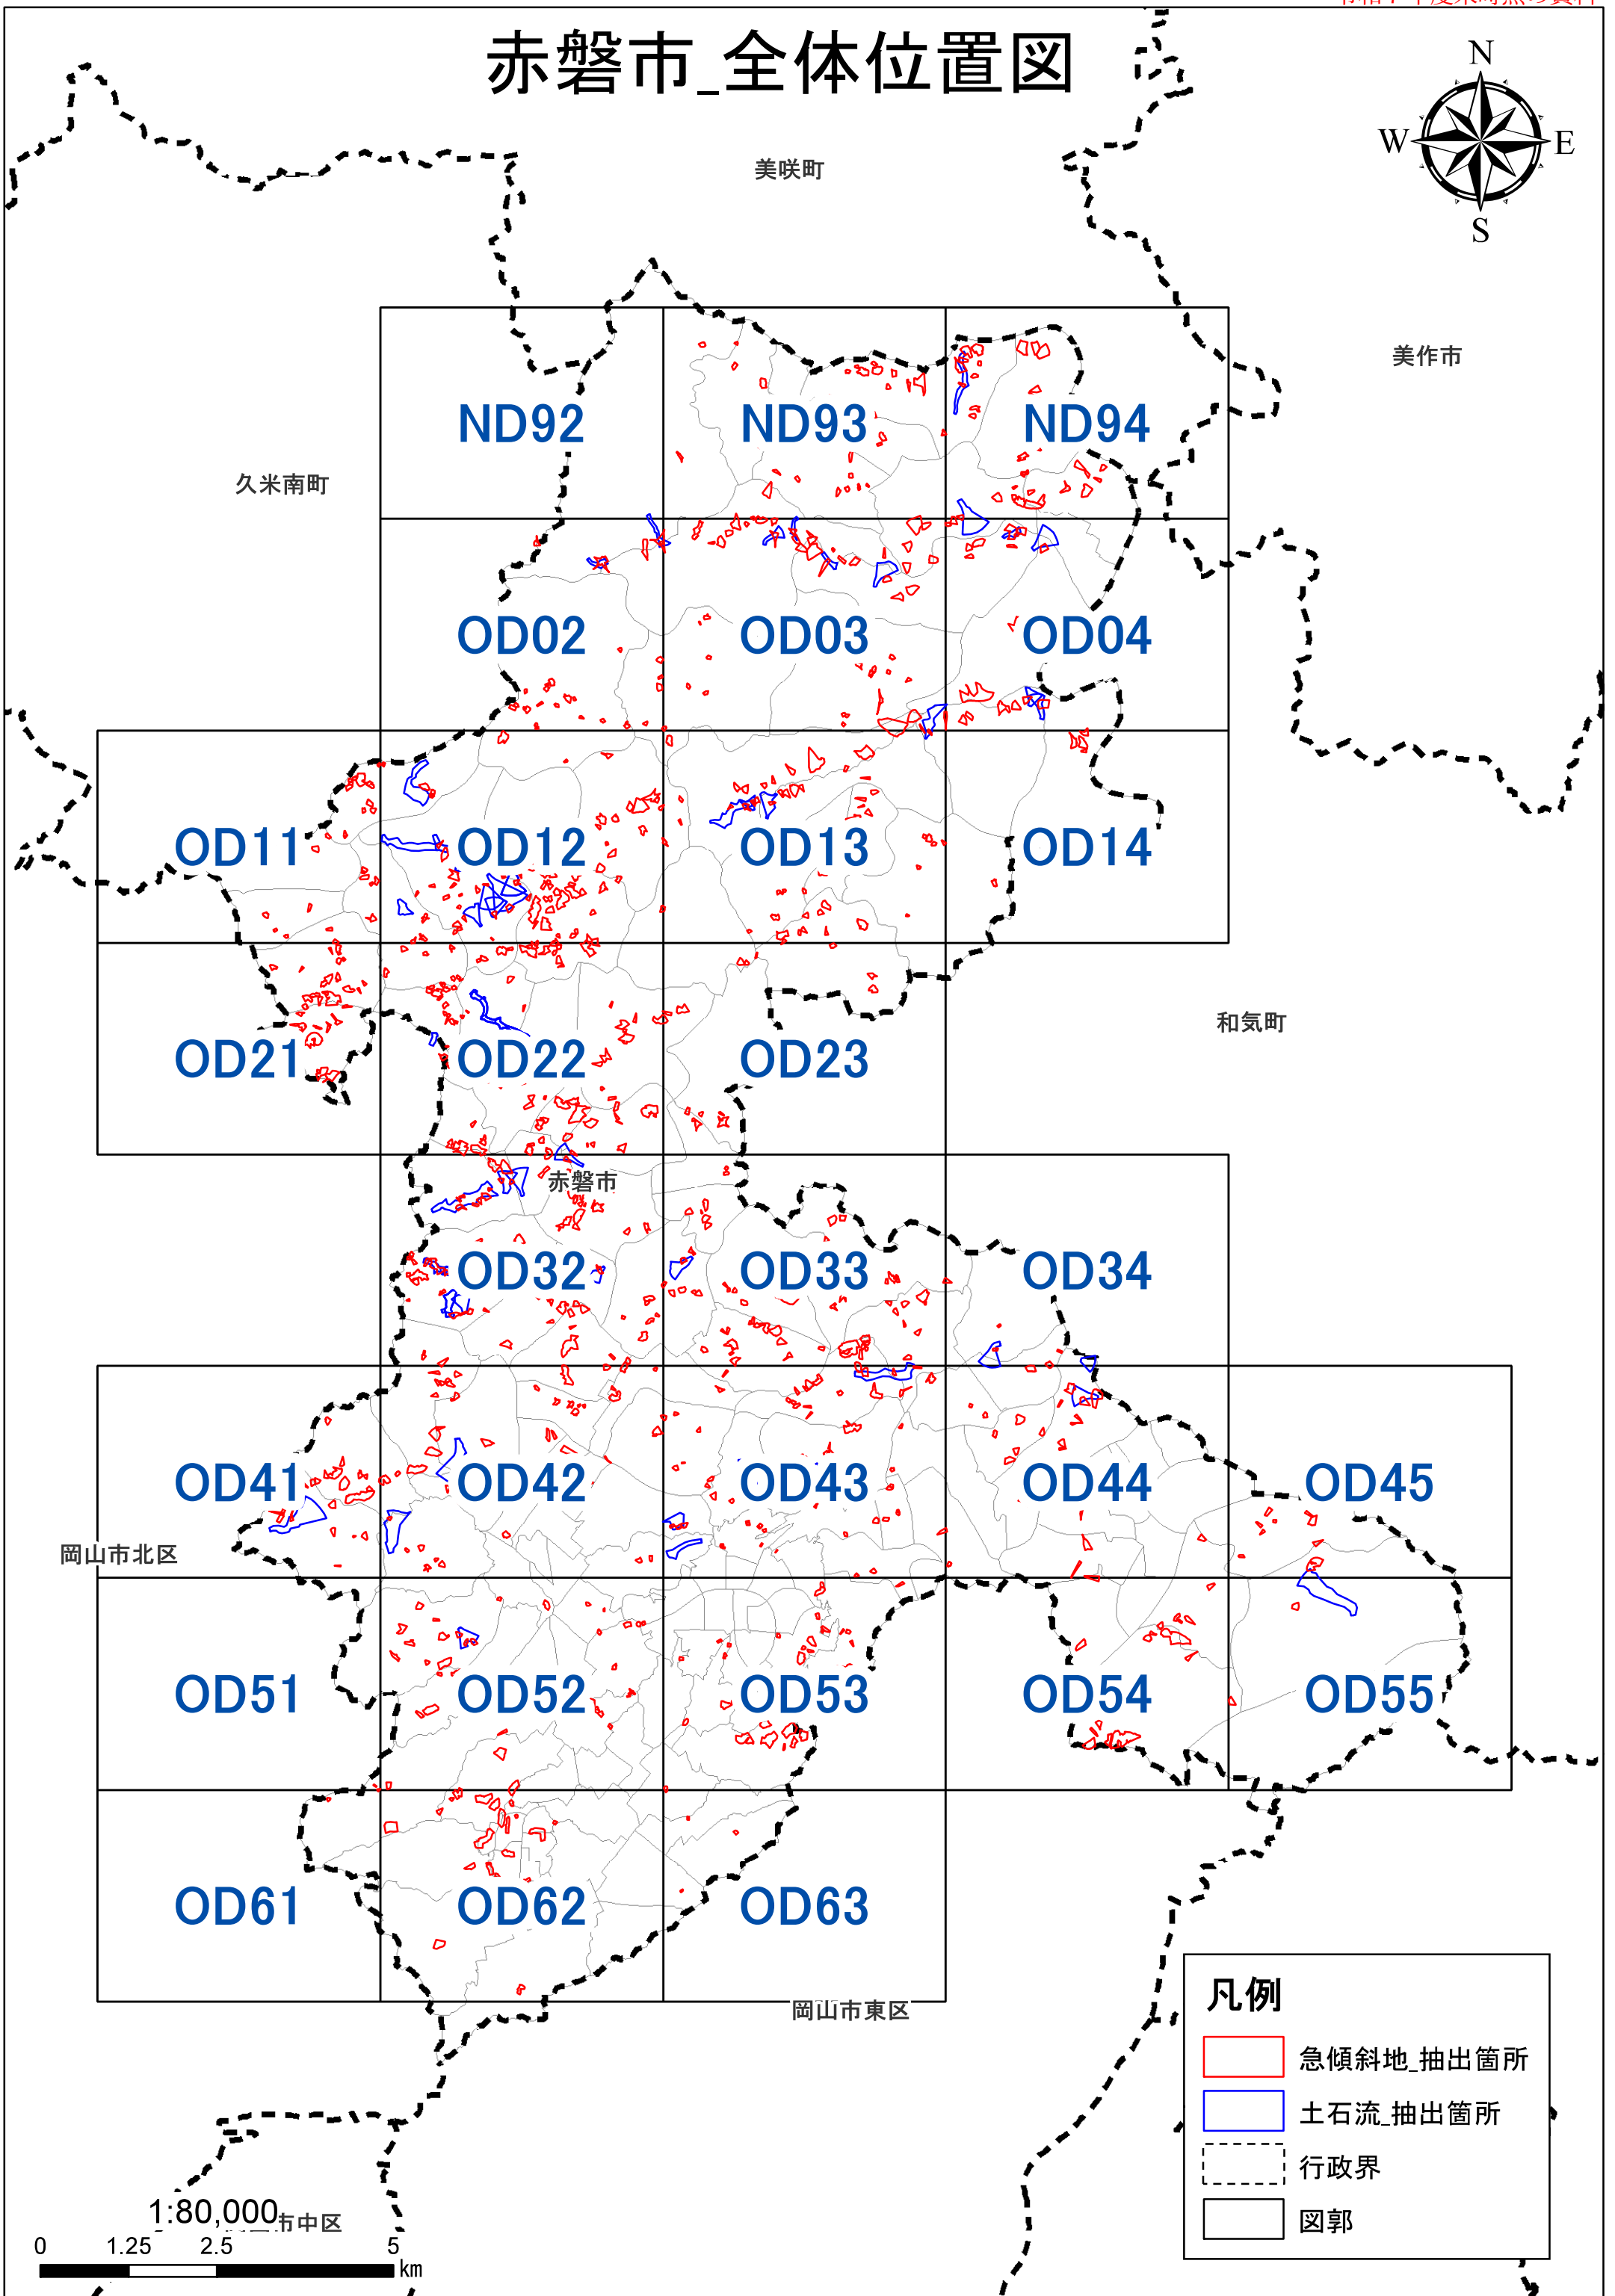 赤磐市_全体位置図
N
W
E
S
美咲町
美作市
ND92
ND93
ND94
久米南町
OD02
OD03
OD04
OD11
OD12
OD13
OD14
和気町
OD21
OD22
OD23
赤磐市
OD32
OD33
OD34
OD41
OD42
OD43
OD44
OD45
岡山市北区
OD51
OD52
OD53
OD54
OD55
OD61
OD62
OD63
岡山市東区
凡例
急傾斜地_抽出箇所
土石流_抽出箇所
行政界
図郭
1:80,000
市中区
0 1.25 2.5 5
km